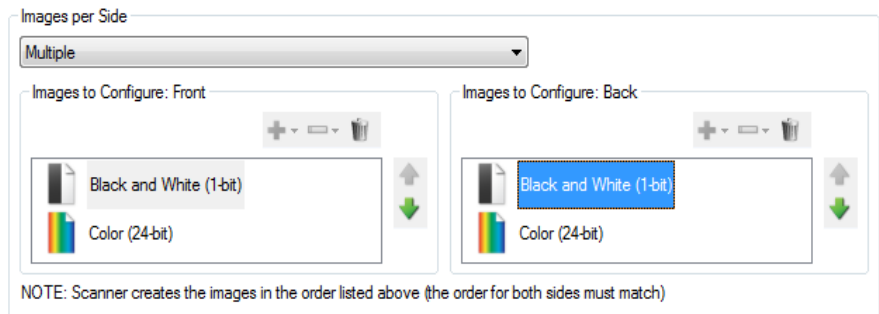 Images per Side
Multiple
Images to Configure: Front
Black and White (1-bit)
Color (24-bit)
Images to Configure: Back
Black and White (1-bit)
Color (24-bit)
NOTE: Scanner creates the images in the order listed above (the order for both sides must match)